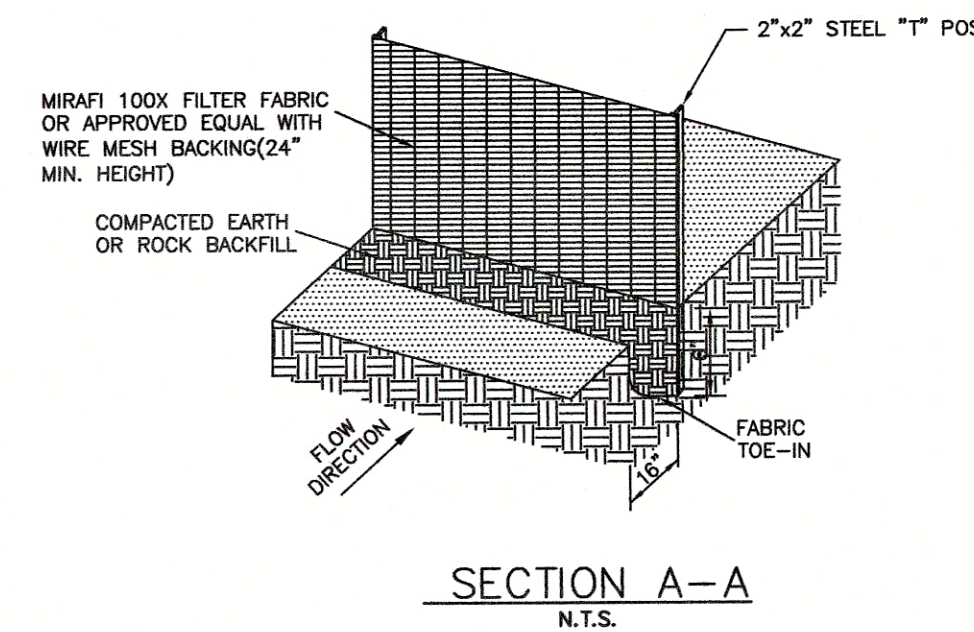 2"x2" STEEL "T" POS
MIRAFI 100X FILTER FABRIC
OR APPROVED EQUAL WITH
WIRE MESH BACKING(24"
MIN. HEIGHT)
COMPACTED EARTH
OR ROCK BACKFILL
FLOW
DIRECTION
16"
FABRIC
TOE-IN
SECTION A-A
N.T.S.